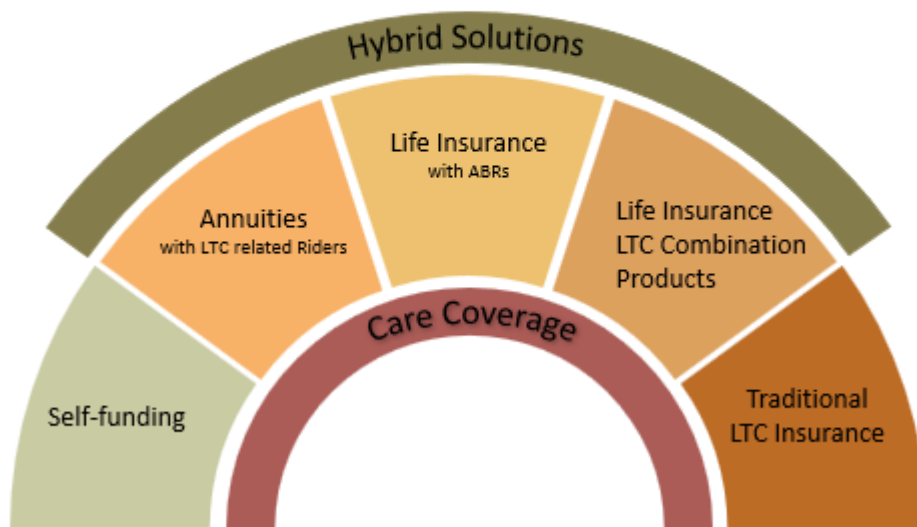 Hybrid Solutions
Life Insurance
with ABRs
Annuities
with LTC related Riders
Life Insurance
LTC Combination
Products
Care Coverage
Self-funding
Traditional
LTC Insurance